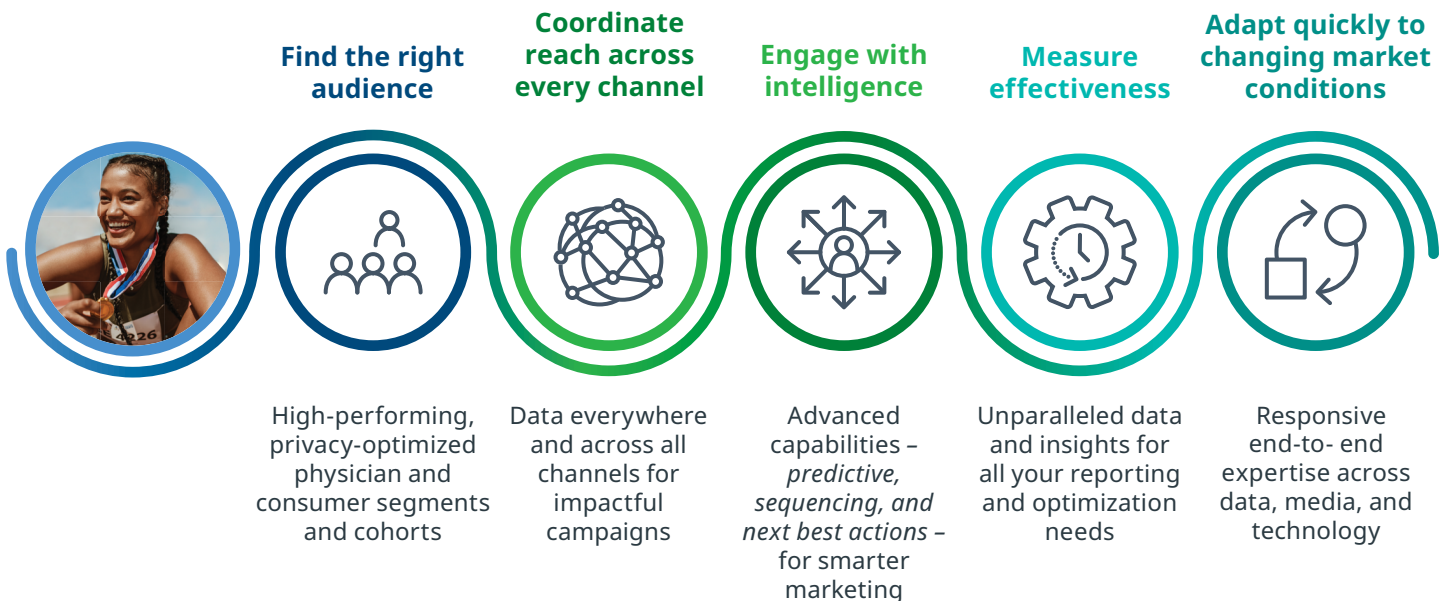 Find the right
audience
Coordinate
reach across
every channel
Engage with
intelligence
Measure
effectiveness
Adapt quickly to
changing market
conditions
4226
High-performing,
privacy-optimized
physician and
consumer segments
and cohorts
Data everywhere
and across all
channels for
impactful
campaigns
Advanced
capabilities –
predictive,
sequencing, and
next best actions –
for smarter
marketing
Unparalleled data
and insights for
all your reporting
and optimization
needs
Responsive
end-to- end
expertise across
data, media, and
technology